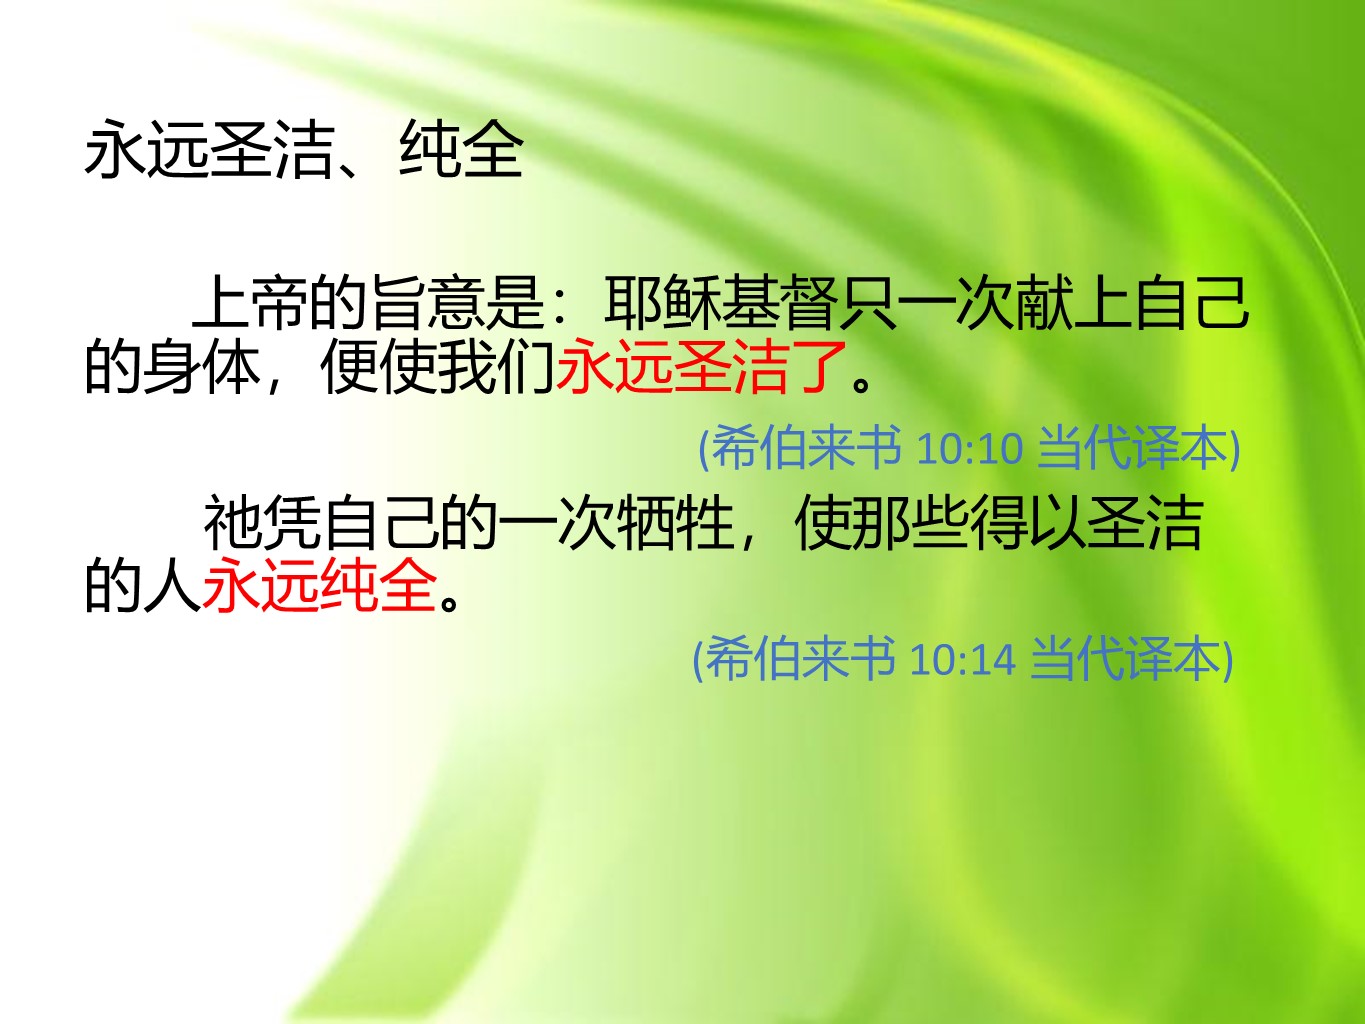 永远圣洁、纯全
上帝的旨意是：耶稣基督只一次献上自己
的身体，便使我们永远圣洁了。
(希伯来书 10:10 当代译本)
祂凭自己的一次牺牲，使那些得以圣洁
的人永远纯全。
(希伯来书 10:14 当代译本)